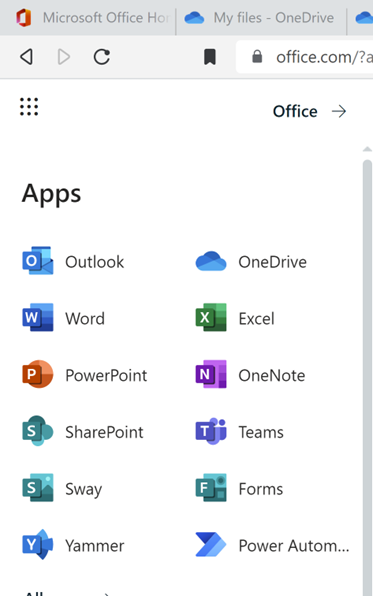 Microsoft Office Ho
My files - OneDrive
office.com/?a
Office →
Apps
Outlook
OneDrive
Word
Excel
PowerPoint
OneNote
SharePoint
Teams
Sway
Forms
Yammer
Power Autom...